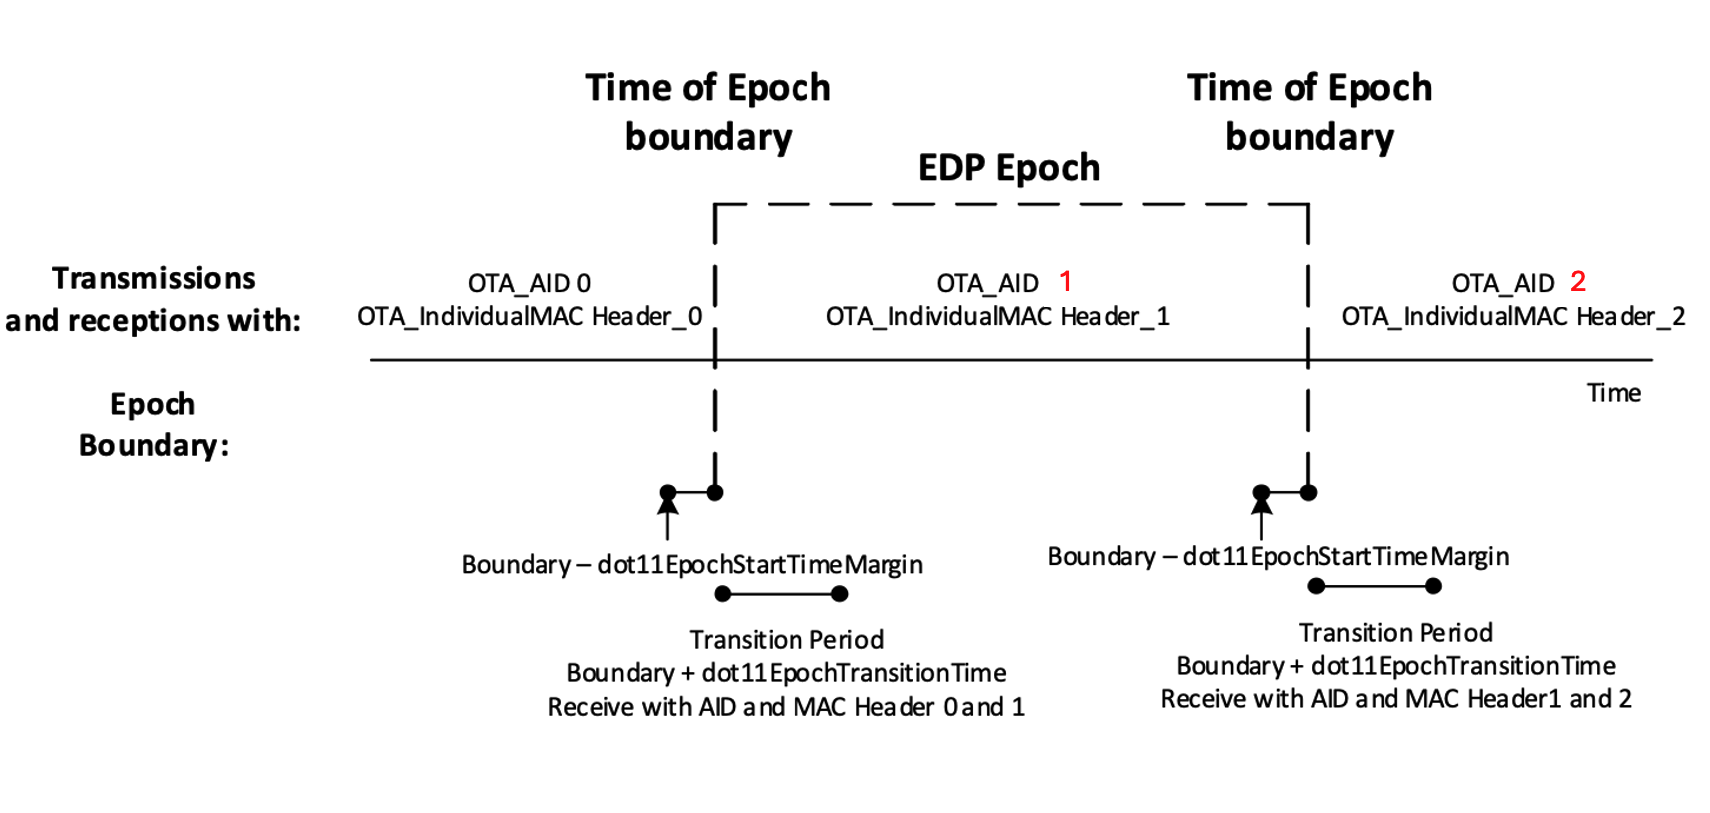 Time of Epoch
boundary
Time of Epoch
boundary
EDP Epoch
Transmissions
and receptions with:
OTA_AID 0
OTA_IndividualMAC Header_0
OTA_AID 1
OTA_IndividualMAC Header_1
OTA_AID 2
OTA_IndividualMAC Header_2
Time
Epoch
Boundary:
Boundary – dot11EpochStartTimeMargin
Transition Period
Boundary + dot11EpochTransitionTime
Receive with AID and MAC Header 0 and 1
Boundary – dot11EpochStartTimeMargin
Transition Period
Boundary + dot11EpochTransitionTime
Receive with AID and MAC Header1 and 2